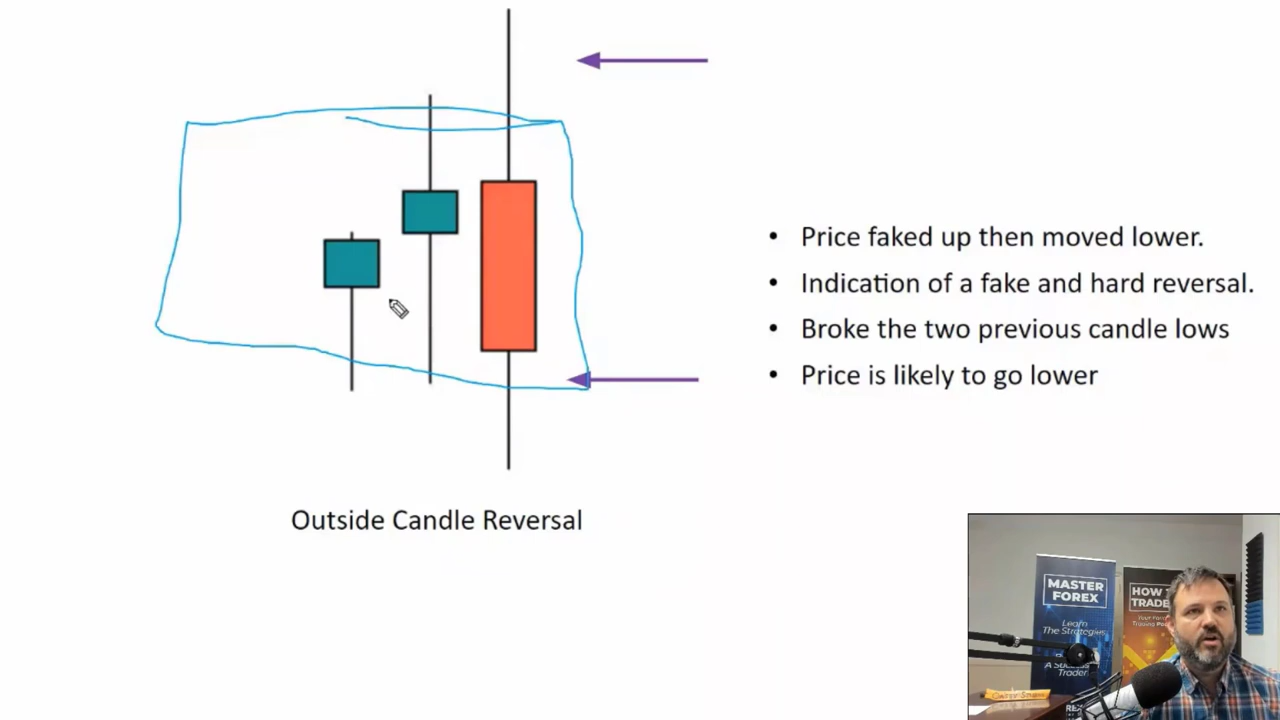 • Price faked up then moved lower.
• Indication of a fake and hard reversal.
• Broke the two previous candle lows
• Price is likely to go lower
Outside Candle Reversal
MASTER
FOREX
Learn
The Strategies
HOW
TRADE